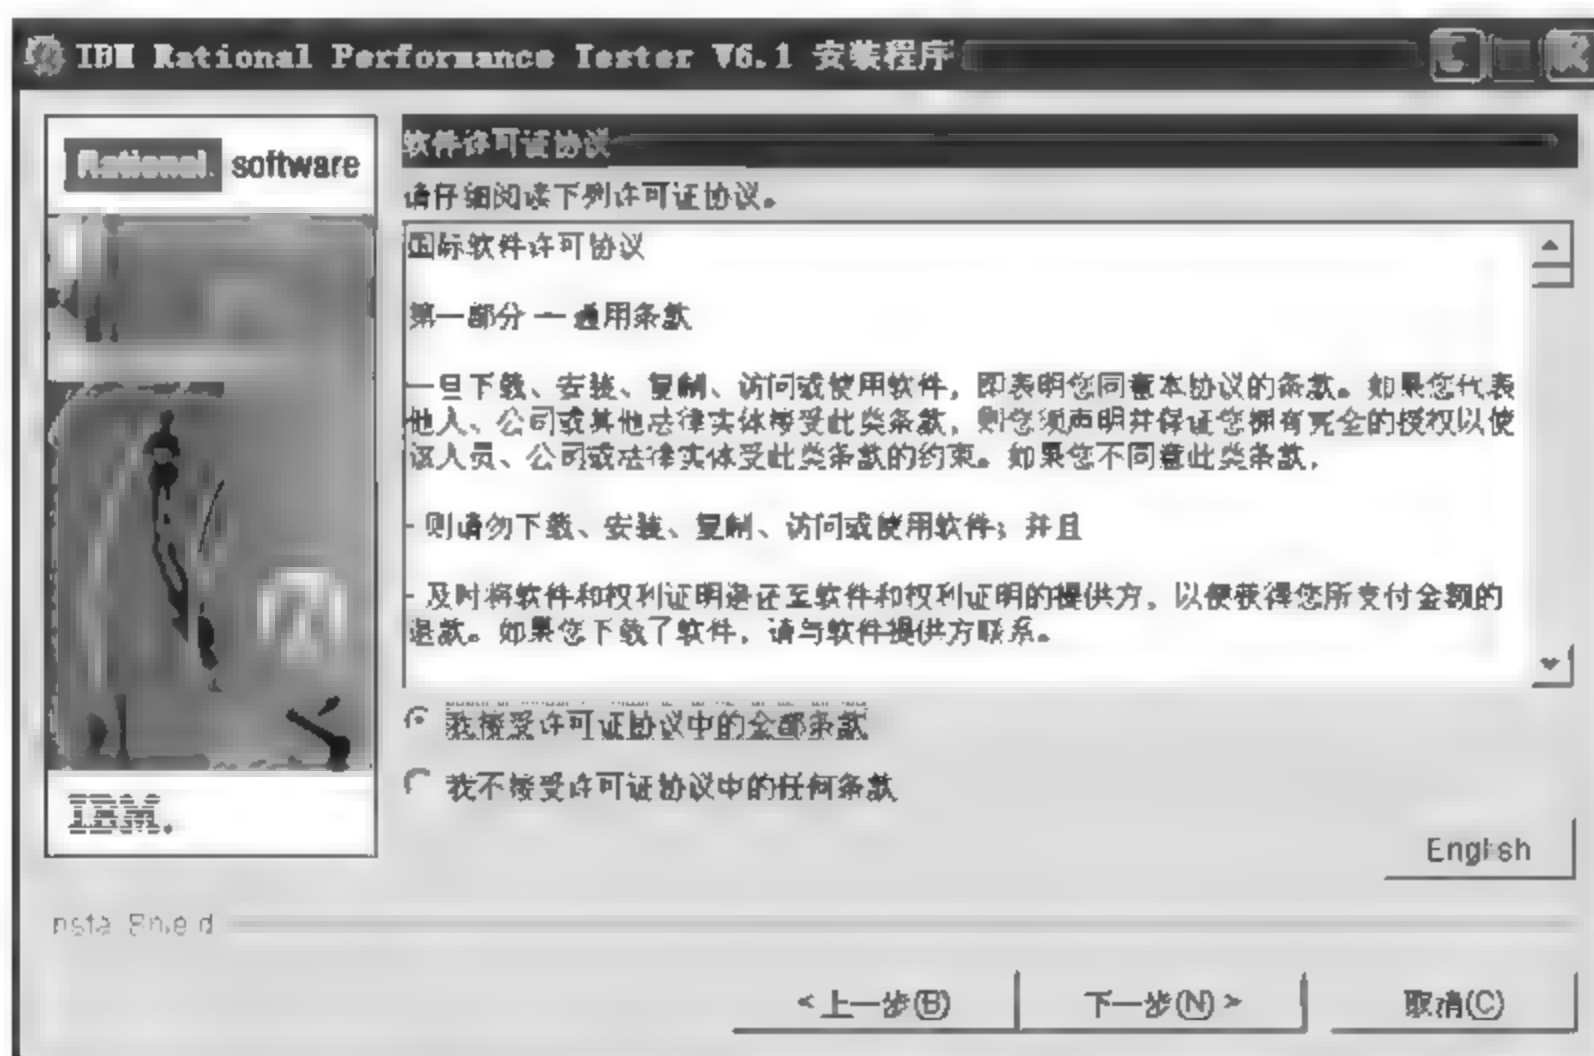 IBM Rational Performance Tester V6.1 安装程序
Rational. software
软件许可证协议
请仔细阅读下列许可证协议。
国际软件许可协议
第一部分 — 通用条款
一旦下载、安装、复制、访问或使用软件，即表明您同意本协议的条款。如果您代表
他人、公司或其他法律实体接受此类条款，则您须声明并保证您拥有完全的授权以使
该人员、公司或法律实体受此类条款的约束。如果您不同意此类条款，
- 则请勿下载、安装、复制、访问或使用软件；并且
- 及时将软件和权利证明退还至软件和权利证明的提供方，以便获得您所支付金额的
退款。如果您下载了软件，请与软件提供方联系。
我接受许可证协议中的全部条款
我不接受许可证协议中的任何条款
IBM.
English
InstallShield
< 上一步(B)
下一步(N) >
取消(C)